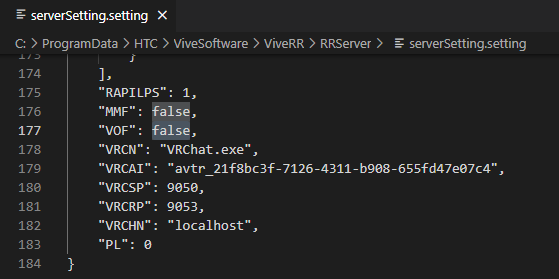 serverSetting.setting
C: > ProgramData > HTC > ViveSoftware > ViveRR > RRServer > serverSetting.setting
173 }
174 ],
175 "RAPILPS": 1,
176 "MMF": false,
177 "VOF": false,
178 "VRCN": "VRChat.exe",
179 "VRCAI": "avtr_21f8bc3f-7126-4311-b908-655fd47e07c4",
180 "VRCSP": 9050,
181 "VRCRP": 9053,
182 "VRCHN": "localhost",
183 "PL": 0
184 }